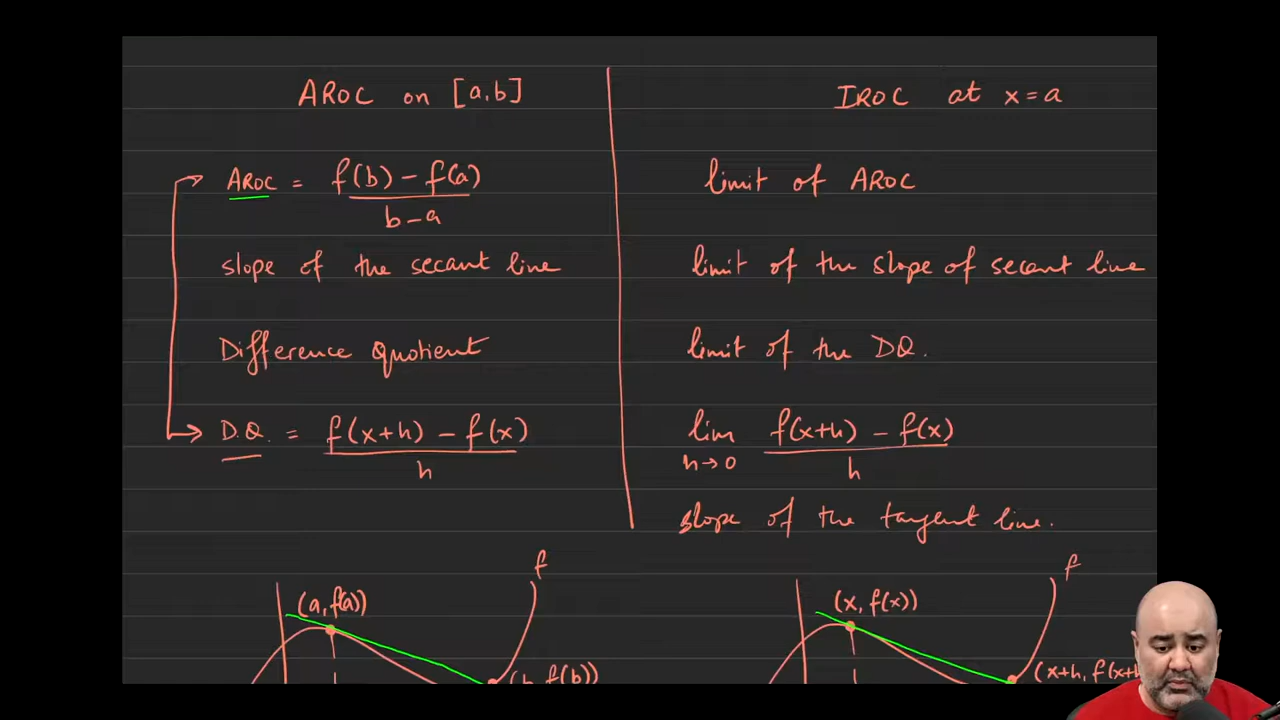 AROC on [a,b]
AROC = f(b) - f(a)
b-a
slope of the secant line
Difference Quotient
D.Q. = f(x+h) - f(x)
h
IROC at x=a
limit of AROC
limit of the slope of secant line
limit of the DQ.
lim f(x+h) - f(x)
h→0 h
slope of the tangent line.
f
(a, f(a))
(b, f(b))
f
(x, f(x))
(x+h, f(x+h